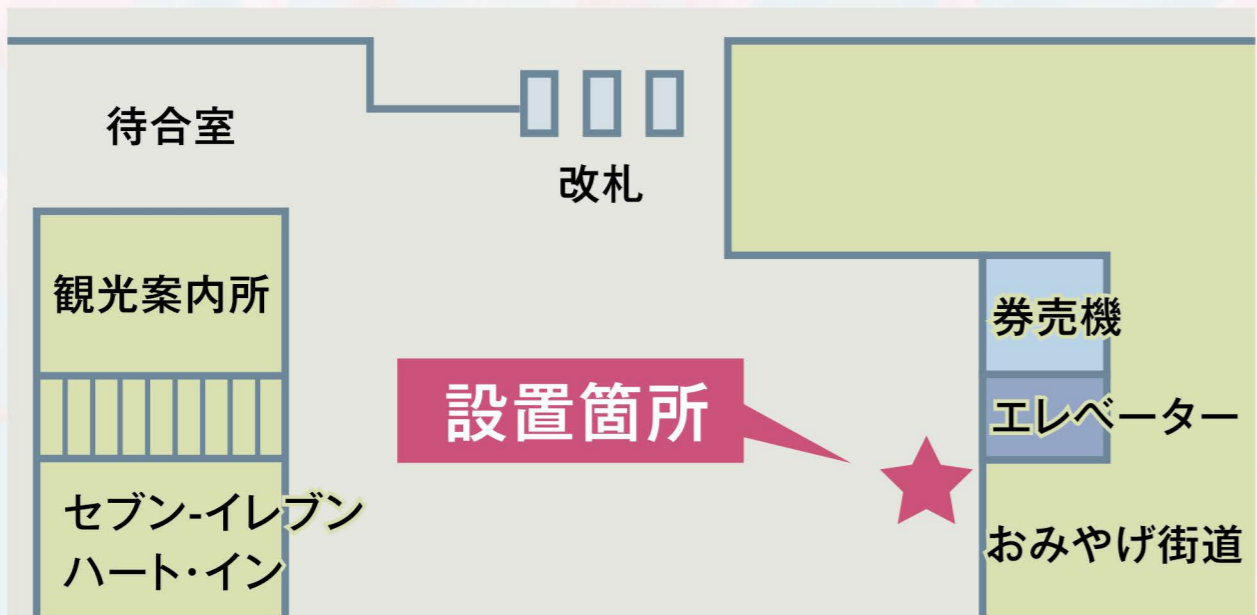 待合室
改札
観光案内所
券売機
設置箇所
エレベーター
セブン-イレブン
ハート・イン
おみやげ街道